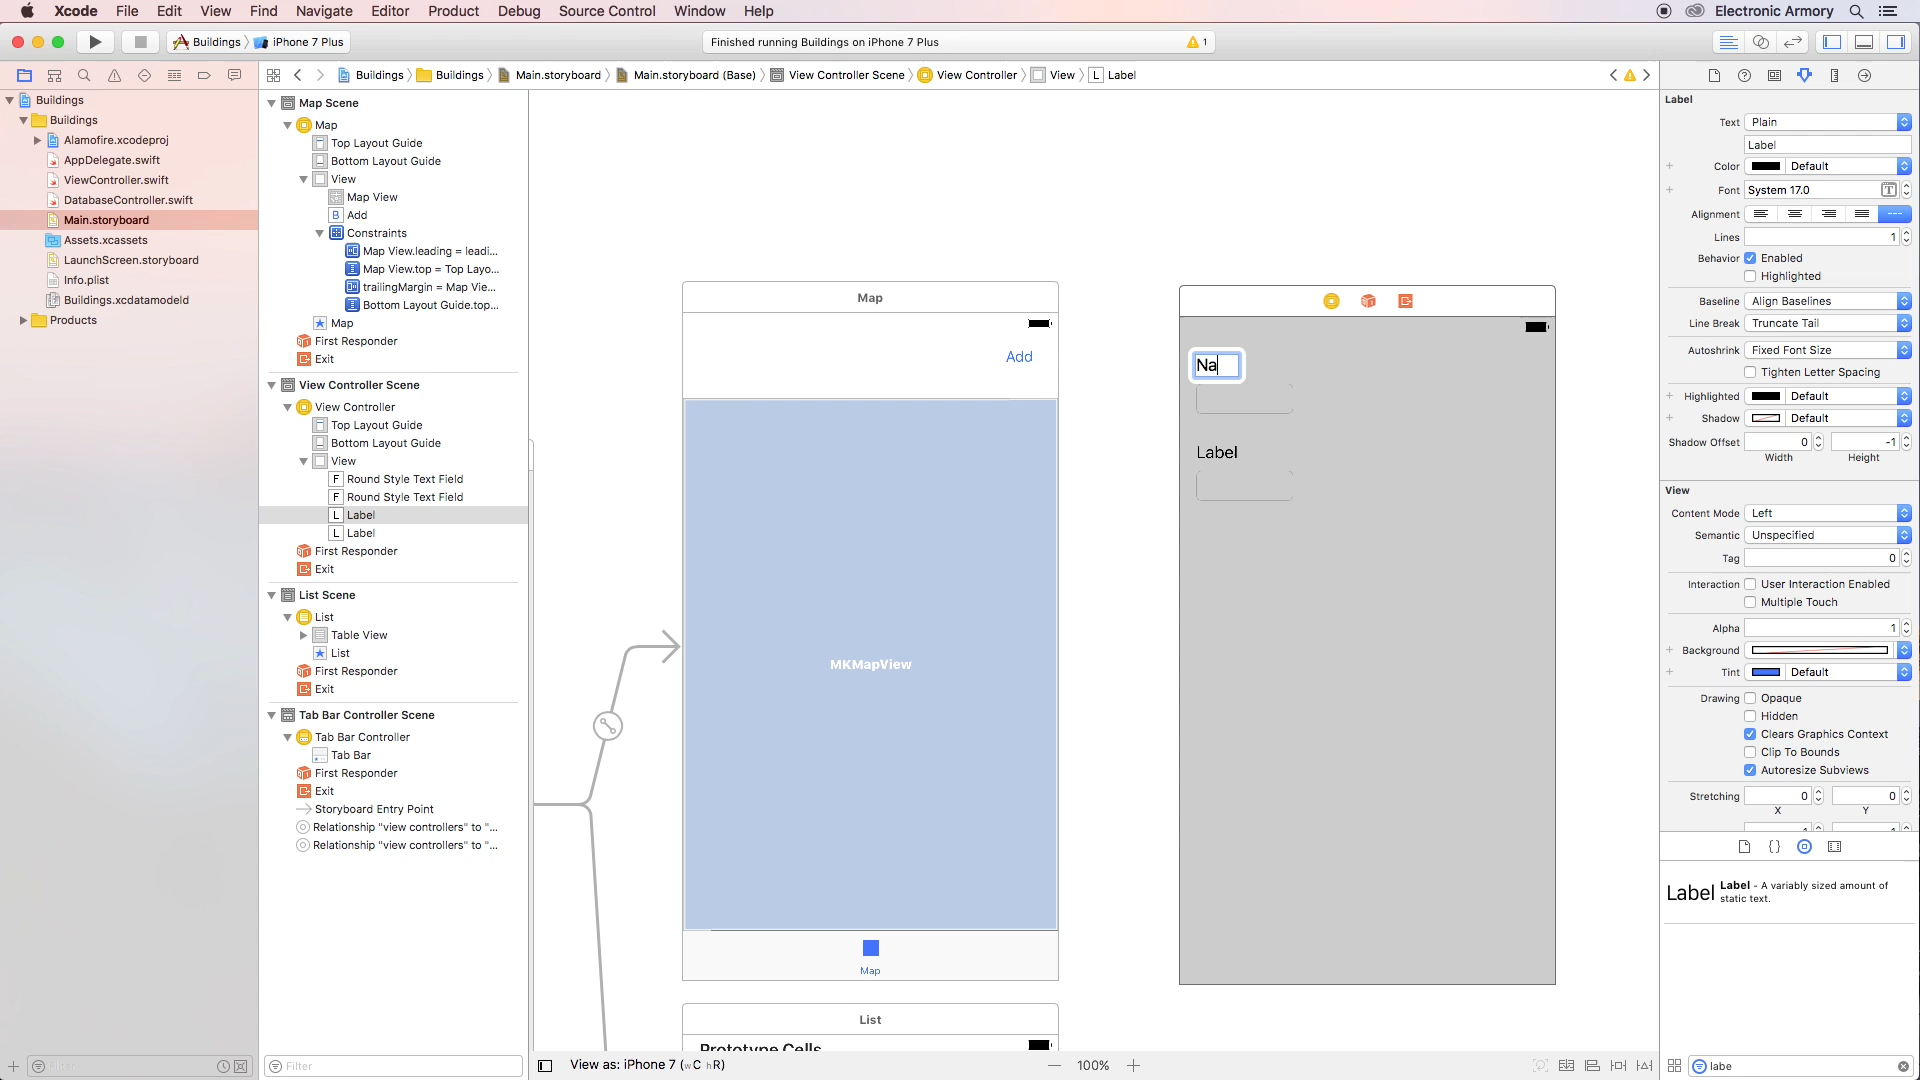 Xcode File Edit View Find Navigate Editor Product Debug Source Control Window Help Electronic Armory
Buildings iPhone 7 Plus Finished running Buildings on iPhone 7 Plus 1
Buildings Buildings Main.storyboard Main.storyboard (Base) View Controller Scene View Controller View L Label
Buildings
Buildings
Alamofire.xcodeproj
AppDelegate.swift
ViewController.swift
DatabaseController.swift
Main.storyboard
Assets.xcassets
LaunchScreen.storyboard
Info.plist
Buildings.xcdatamodeld
Products
Filter
Map Scene
Map
Top Layout Guide
Bottom Layout Guide
View
Map View
B Add
Constraints
Map View.leading = leadi...
Map View.top = Top Layo...
trailingMargin = Map Vie...
Bottom Layout Guide.top...
Map
First Responder
Exit
View Controller Scene
View Controller
Top Layout Guide
Bottom Layout Guide
View
F Round Style Text Field
F Round Style Text Field
L Label
L Label
First Responder
Exit
List Scene
List
Table View
List
First Responder
Exit
Tab Bar Controller Scene
Tab Bar Controller
Tab Bar
First Responder
Exit
Storyboard Entry Point
Relationship "view controllers" to "...
Relationship "view controllers" to "...
Filter
Map
Add
MKMapView
Map
List
Prototype Cells
Na
Label
View as: iPhone 7 (wC hR)
100%
Label
Text Plain
Label
Color Default
Font System 17.0
Alignment
Lines 1
Behavior Enabled
Highlighted
Baseline Align Baselines
Line Break Truncate Tail
Autoshrink Fixed Font Size
Tighten Letter Spacing
Highlighted Default
Shadow Default
Shadow Offset 0 -1
Width Height
View
Content Mode Left
Semantic Unspecified
Tag 0
Interaction User Interaction Enabled
Multiple Touch
Alpha 1
Background
Tint Default
Drawing Opaque
Hidden
Clears Graphics Context
Clip To Bounds
Autoresize Subviews
Stretching 0 0
X Y
Label Label - A variably sized amount of
static text.
labe